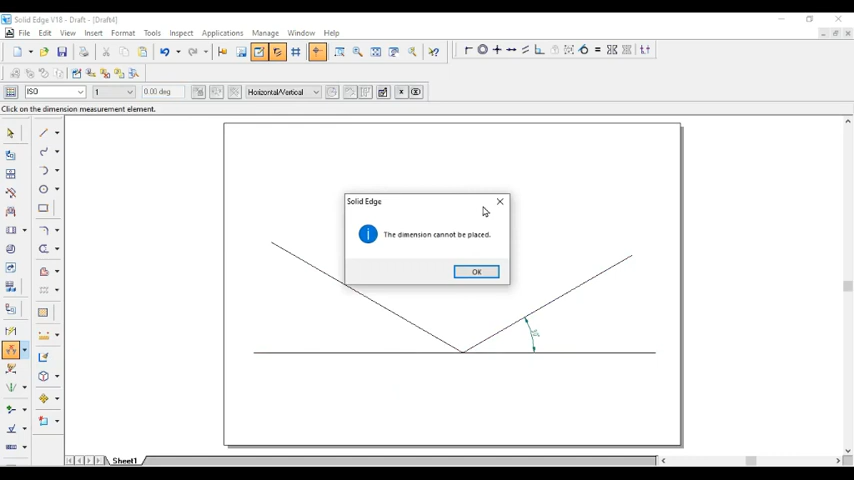 Solid Edge V18 - Draft - [Draft4]
File Edit View Insert Format Tools Inspect Applications Manage Window Help
ISO 1 0.00 deg Horizontal/Vertical
Click on the dimension measurement element.
Solid Edge
The dimension cannot be placed.
OK
Sheet1